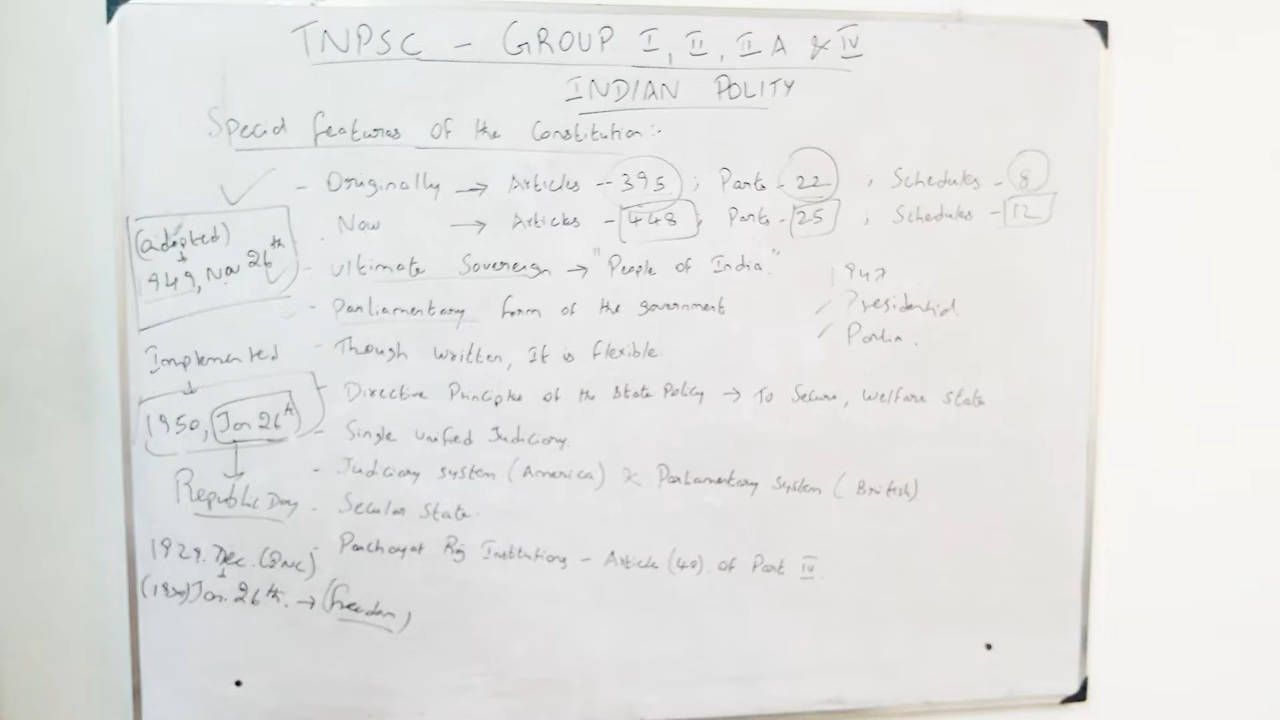 TNPSC - GROUP I, II, II A & IV
INDIAN POLITY
Special features of the Constitution:-
- Originally → Articles - 395 ; Parts - 22 ; Schedules - 8
Now → Articles - 448 ; Parts - 25 ; Schedules - 12
(adopted)
1949, Nov 26th
- Ultimate Sovereign → "People of India."
- Parliamentary form of the government
- Though written, It is flexible
1947
/ Presidential
/ Parlia.
Implemented
1950, Jan 26th
Republic Day
- Directive Principles of the State Policy → To Secure, welfare state
- Single unified Judiciary.
- Judiciary system (America) & Parliamentary System (British)
- Secular State
- Panchayat Raj Institutions - Article (40) of Part IV
1929. Dec. (INC)
(1930) Jan. 26th. → (freedom)